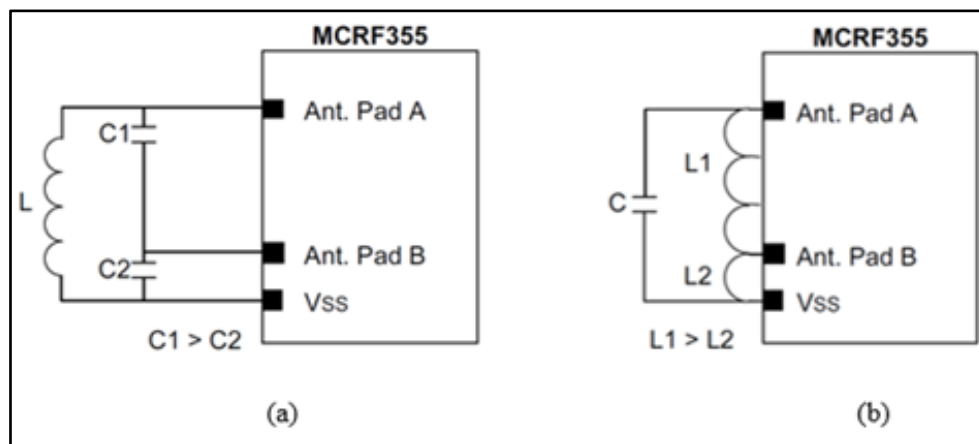 MCRF355
Ant. Pad A
C1
L
C2
Ant. Pad B
Vss
C1 > C2
(a)
MCRF355
Ant. Pad A
L1
C
Ant. Pad B
L2
Vss
L1 > L2
(b)